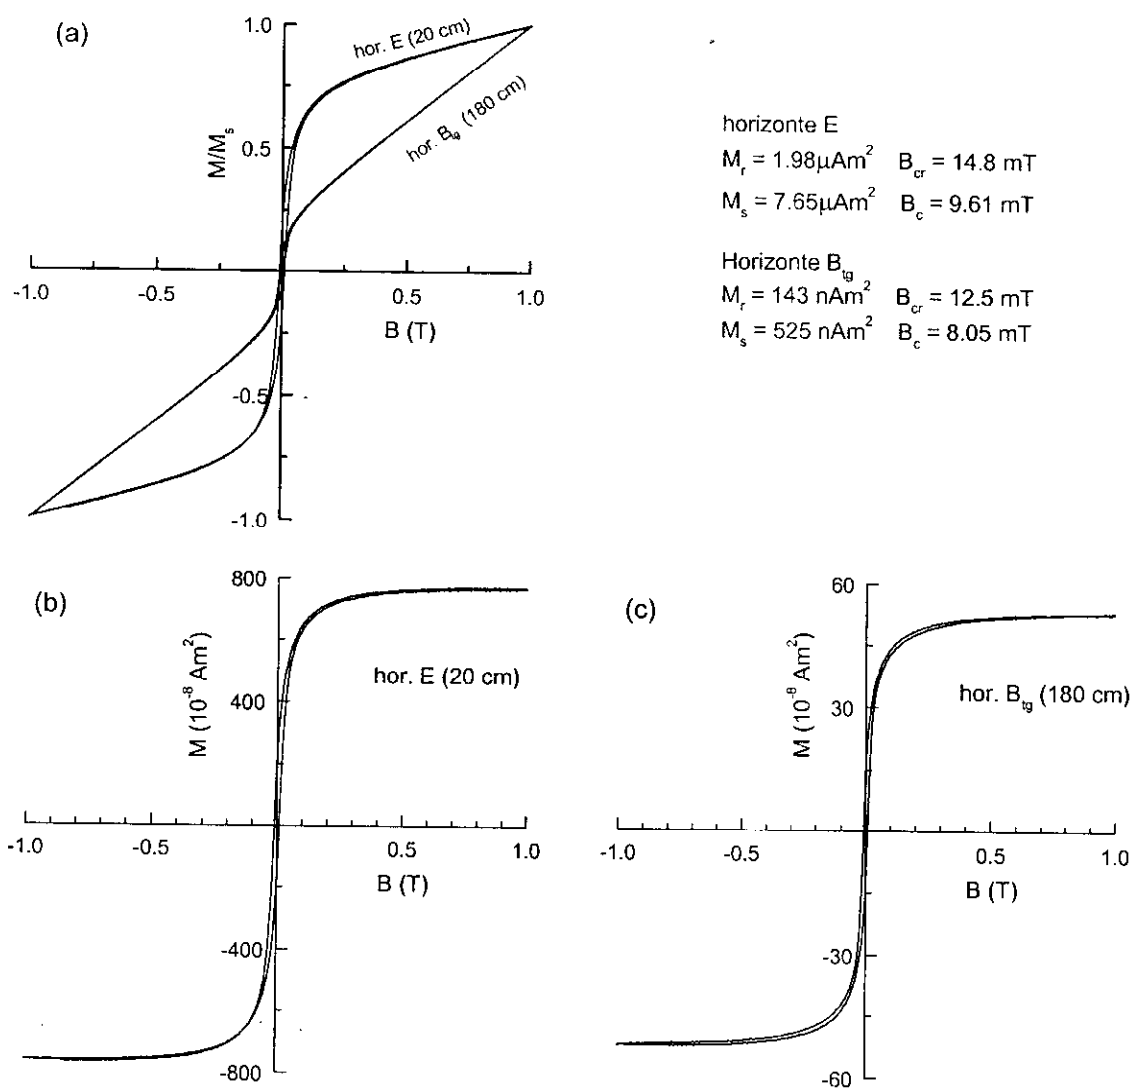 (a)
1.0
hor. E (20 cm)
hor. Btg (180 cm)
M/Ms
0.5
-1.0 -0.5 0.5 1.0
B (T)
-0.5
-1.0
horizonte E
Mr = 1.98μAm² Bcr = 14.8 mT
Ms = 7.65μAm² Bc = 9.61 mT
Horizonte Btg
Mr = 143 nAm² Bcr = 12.5 mT
Ms = 525 nAm² Bc = 8.05 mT
(b)
800
M (10⁻⁸ Am²)
hor. E (20 cm)
400
-1.0 -0.5 0.5 1.0
B (T)
-400
-800
(c)
60
M (10⁻⁸ Am²)
hor. Btg (180 cm)
30
-1.0 -0.5 0.5 1.0
B (T)
-30
-60